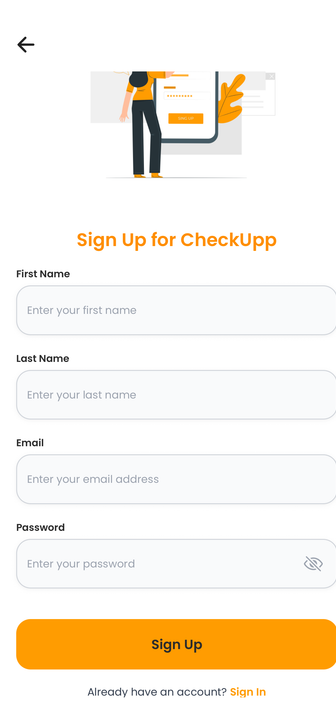 Sign Up for CheckUpp
First Name
Enter your first name
Last Name
Enter your last name
Email
Enter your email address
Password
Enter your password
Sign Up
Already have an account? Sign In